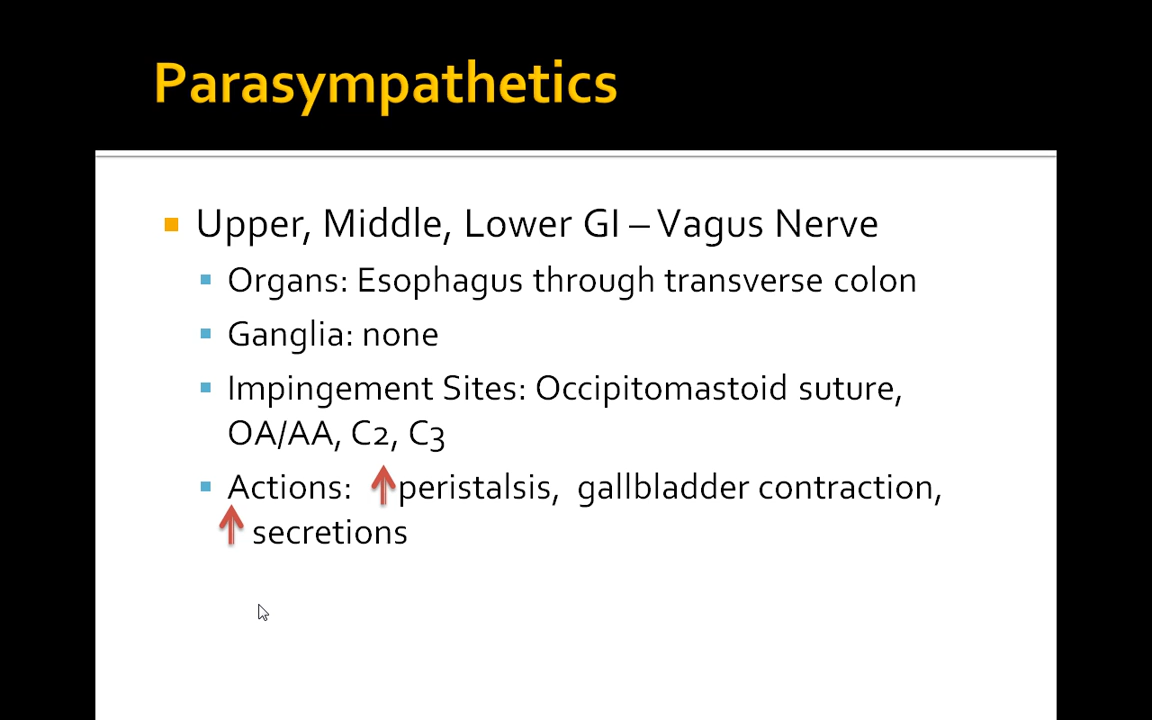 Parasympathetics
Upper, Middle, Lower GI – Vagus Nerve
Organs: Esophagus through transverse colon
Ganglia: none
Impingement Sites: Occipitomastoid suture,
OA/AA, C2, C3
Actions: ↑peristalsis, gallbladder contraction,
↑ secretions